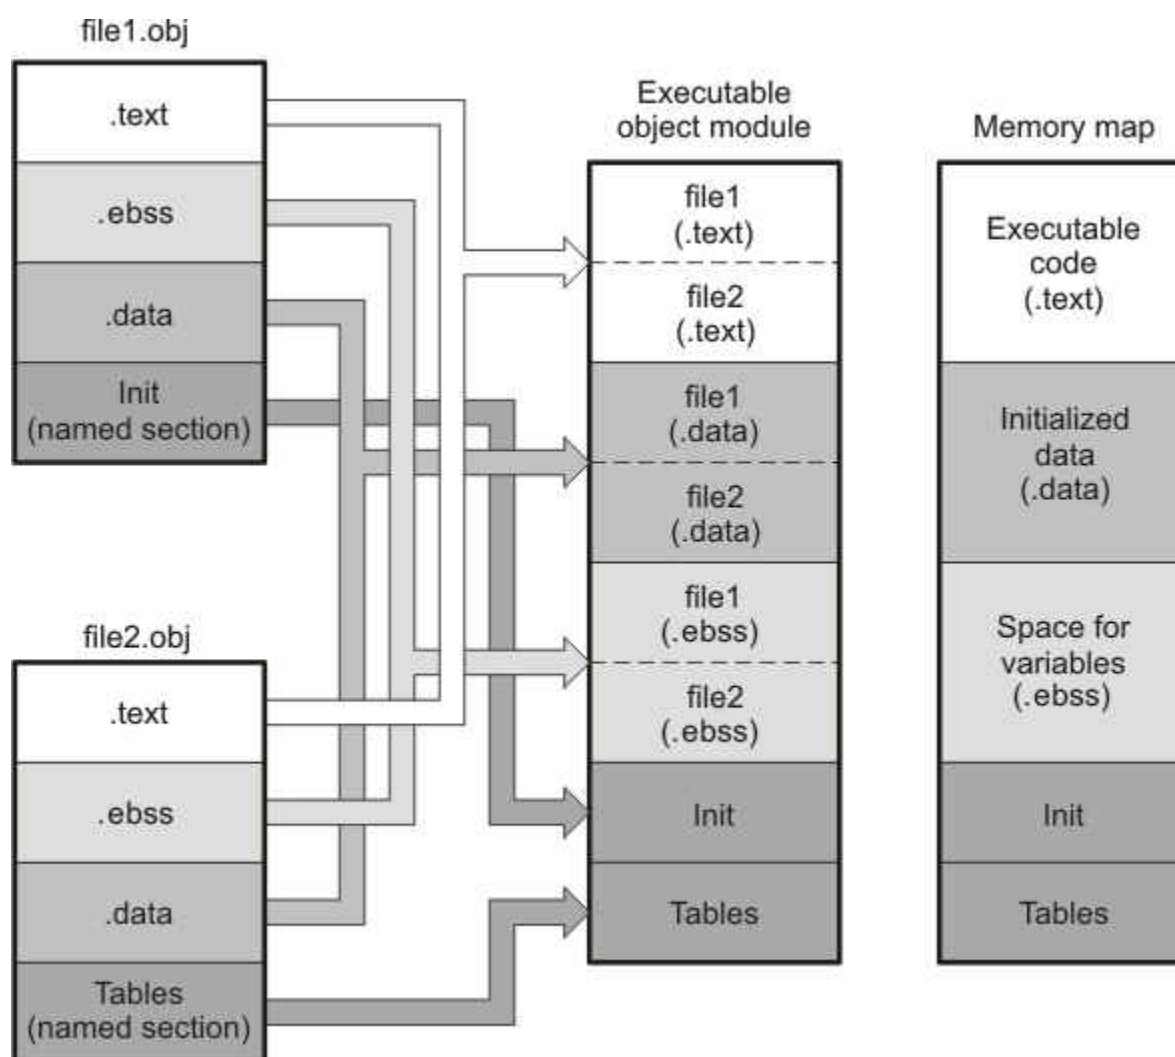 file1.obj
.text
.ebss
.data
Init
(named section)
file2.obj
.text
.ebss
.data
Tables
(named section)
Executable
object module
file1
(.text)
file2
(.text)
file1
(.data)
file2
(.data)
file1
(.ebss)
file2
(.ebss)
Init
Tables
Memory map
Executable
code
(.text)
Initialized
data
(.data)
Space for
variables
(.ebss)
Init
Tables